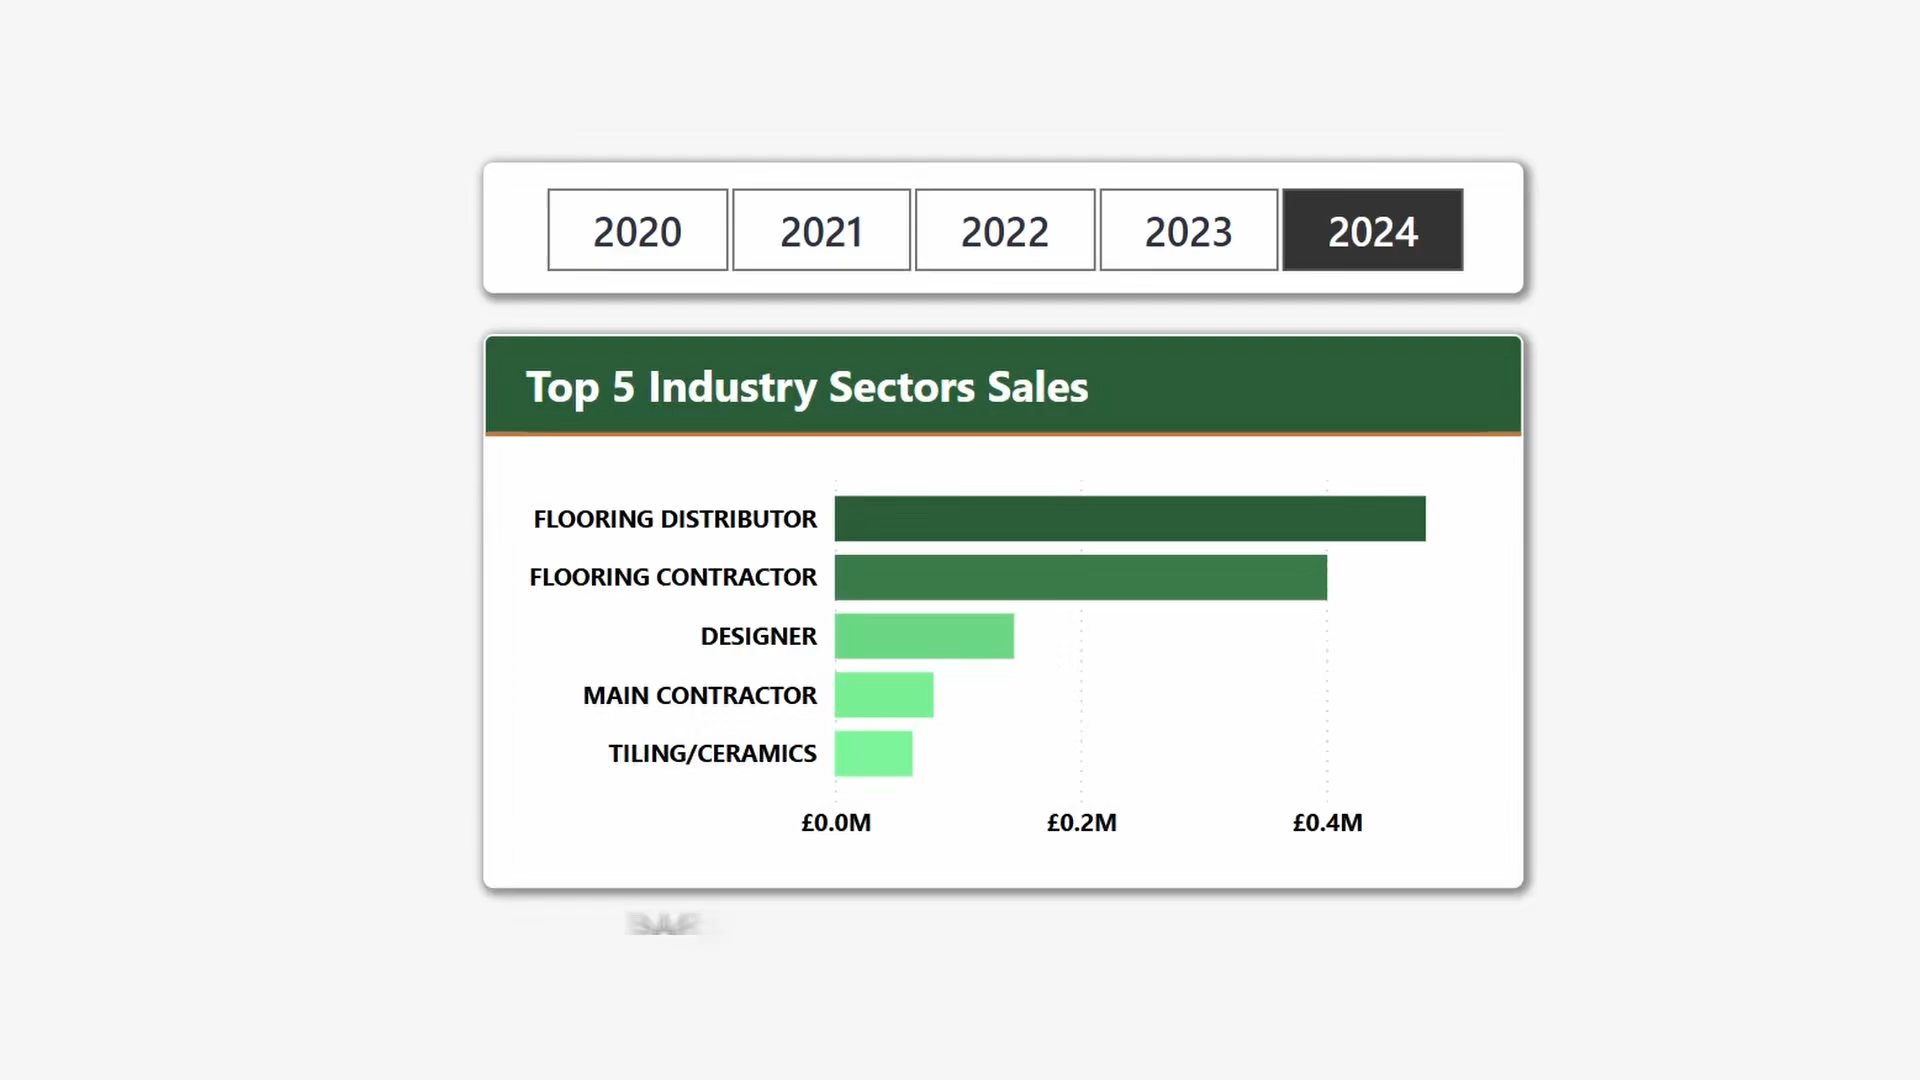 2020 2021 2022 2023 2024
Top 5 Industry Sectors Sales
FLOORING DISTRIBUTOR
FLOORING CONTRACTOR
DESIGNER
MAIN CONTRACTOR
TILING/CERAMICS
£0.0M £0.2M £0.4M